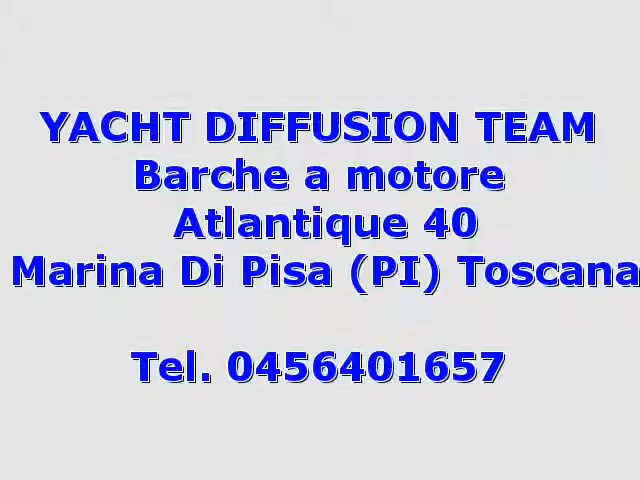 YACHT DIFFUSION TEAM
Barche a motore
Atlantique 40
Marina Di Pisa (PI) Toscana
Tel. 0456401657